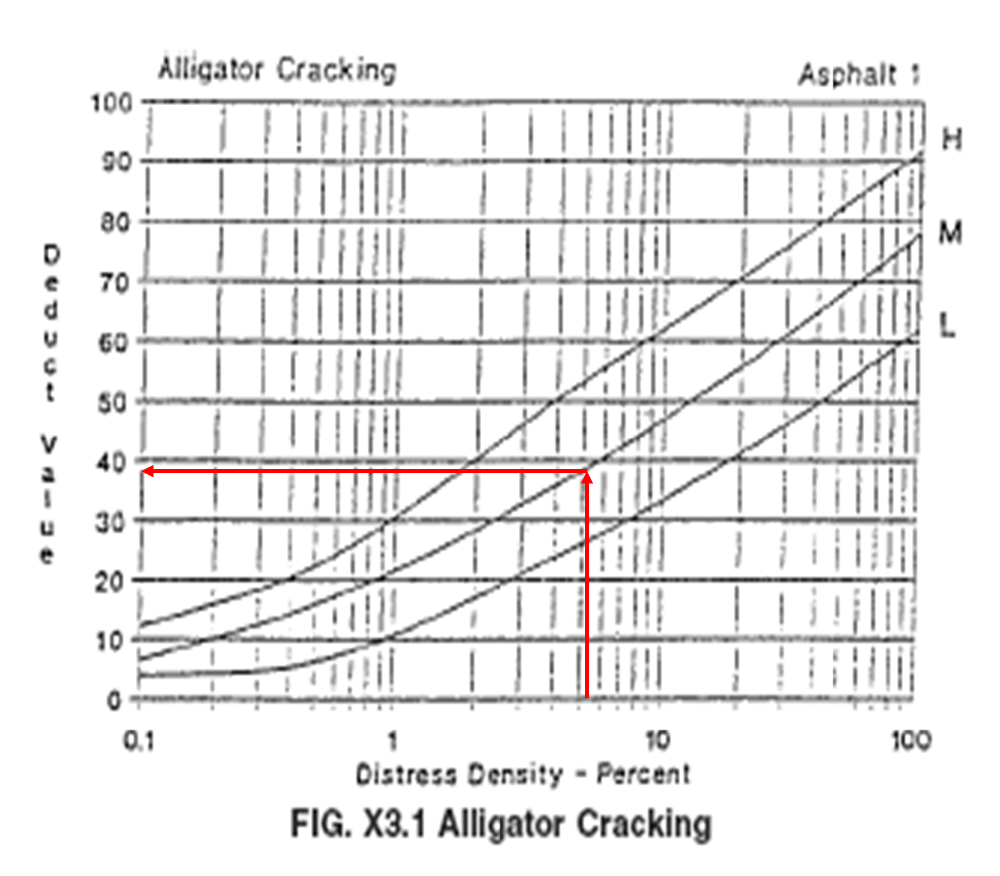 Alligator Cracking
Asphalt 1
100
90
80
70
60
50
40
30
20
10
0
Deduct Value
H
M
L
0.1 1 10 100
Distress Density - Percent
FIG. X3.1 Alligator Cracking